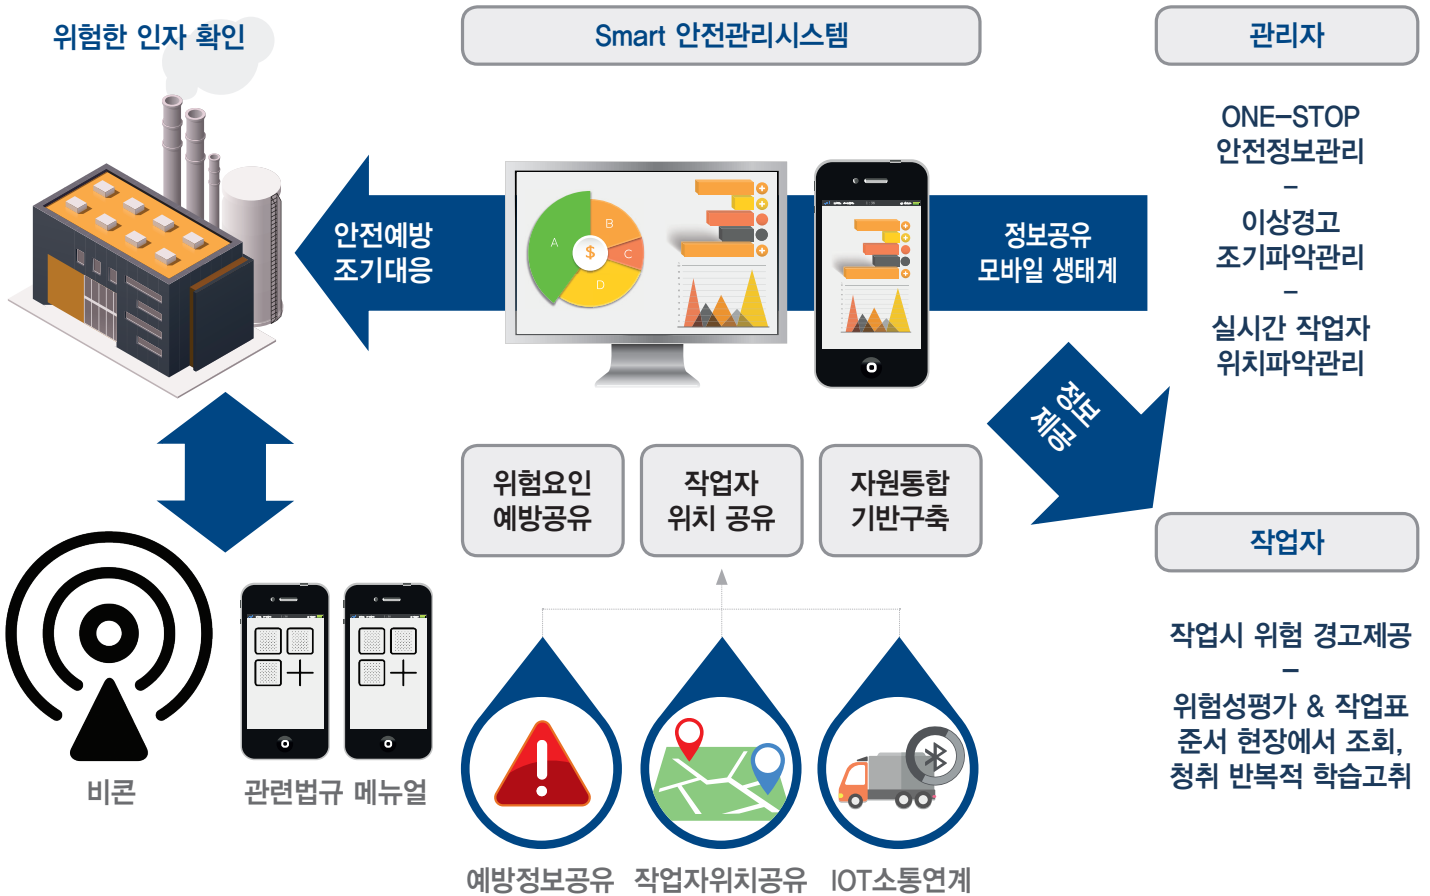 위험한 인자 확인
Smart 안전관리시스템
관리자
ONE-STOP
안전정보관리
–
이상경고
조기파악관리
–
실시간 작업자
위치파악관리
안전예방
조기대응
A
B
C
D
$
정보공유
모바일 생태계
정보
제공
위험요인
예방공유
작업자
위치 공유
자원통합
기반구축
작업자
작업시 위험 경고제공
–
위험성평가 & 작업표
준서 현장에서 조회,
청취 반복적 학습고취
비콘
관련법규 메뉴얼
예방정보공유
작업자위치공유
IOT소통연계